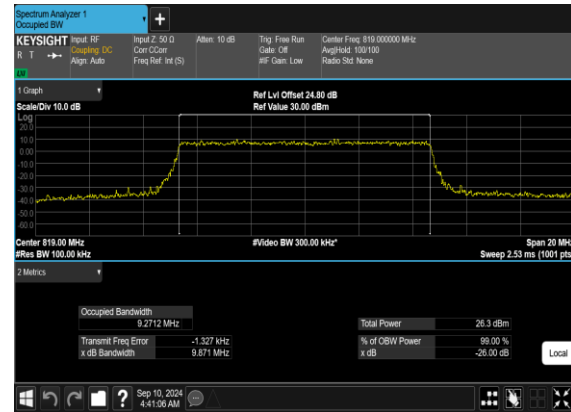 Spectrum Analyzer 1
Occupied BW
+
KEYSIGHT Input: RF Input Z: 50 Ω Atten: 10 dB Trig: Free Run Center Freq: 819.000000 MHz
R T Coupling: DC Corr CCorr Gate: Off Avg|Hold: 100/100
Align: Auto Freq Ref: Int (S) #IF Gain: Low Radio Std: None
1 Graph Ref Lvl Offset 24.80 dB
Scale/Div 10.0 dB Ref Value 30.00 dBm
Log
20.0
10.0
0.00
-10.0
-20.0
-30.0
-40.0
-50.0
-60.0
Center 819.00 MHz #Video BW 300.00 kHz* Span 20 MHz
#Res BW 100.00 kHz Sweep 2.53 ms (1001 pts
2 Metrics
Occupied Bandwidth
9.2712 MHz Total Power 26.3 dBm
Transmit Freq Error -1.327 kHz % of OBW Power 99.00 %
x dB Bandwidth 9.871 MHz x dB -26.00 dB
Local
? Sep 10, 2024
4:41:06 AM